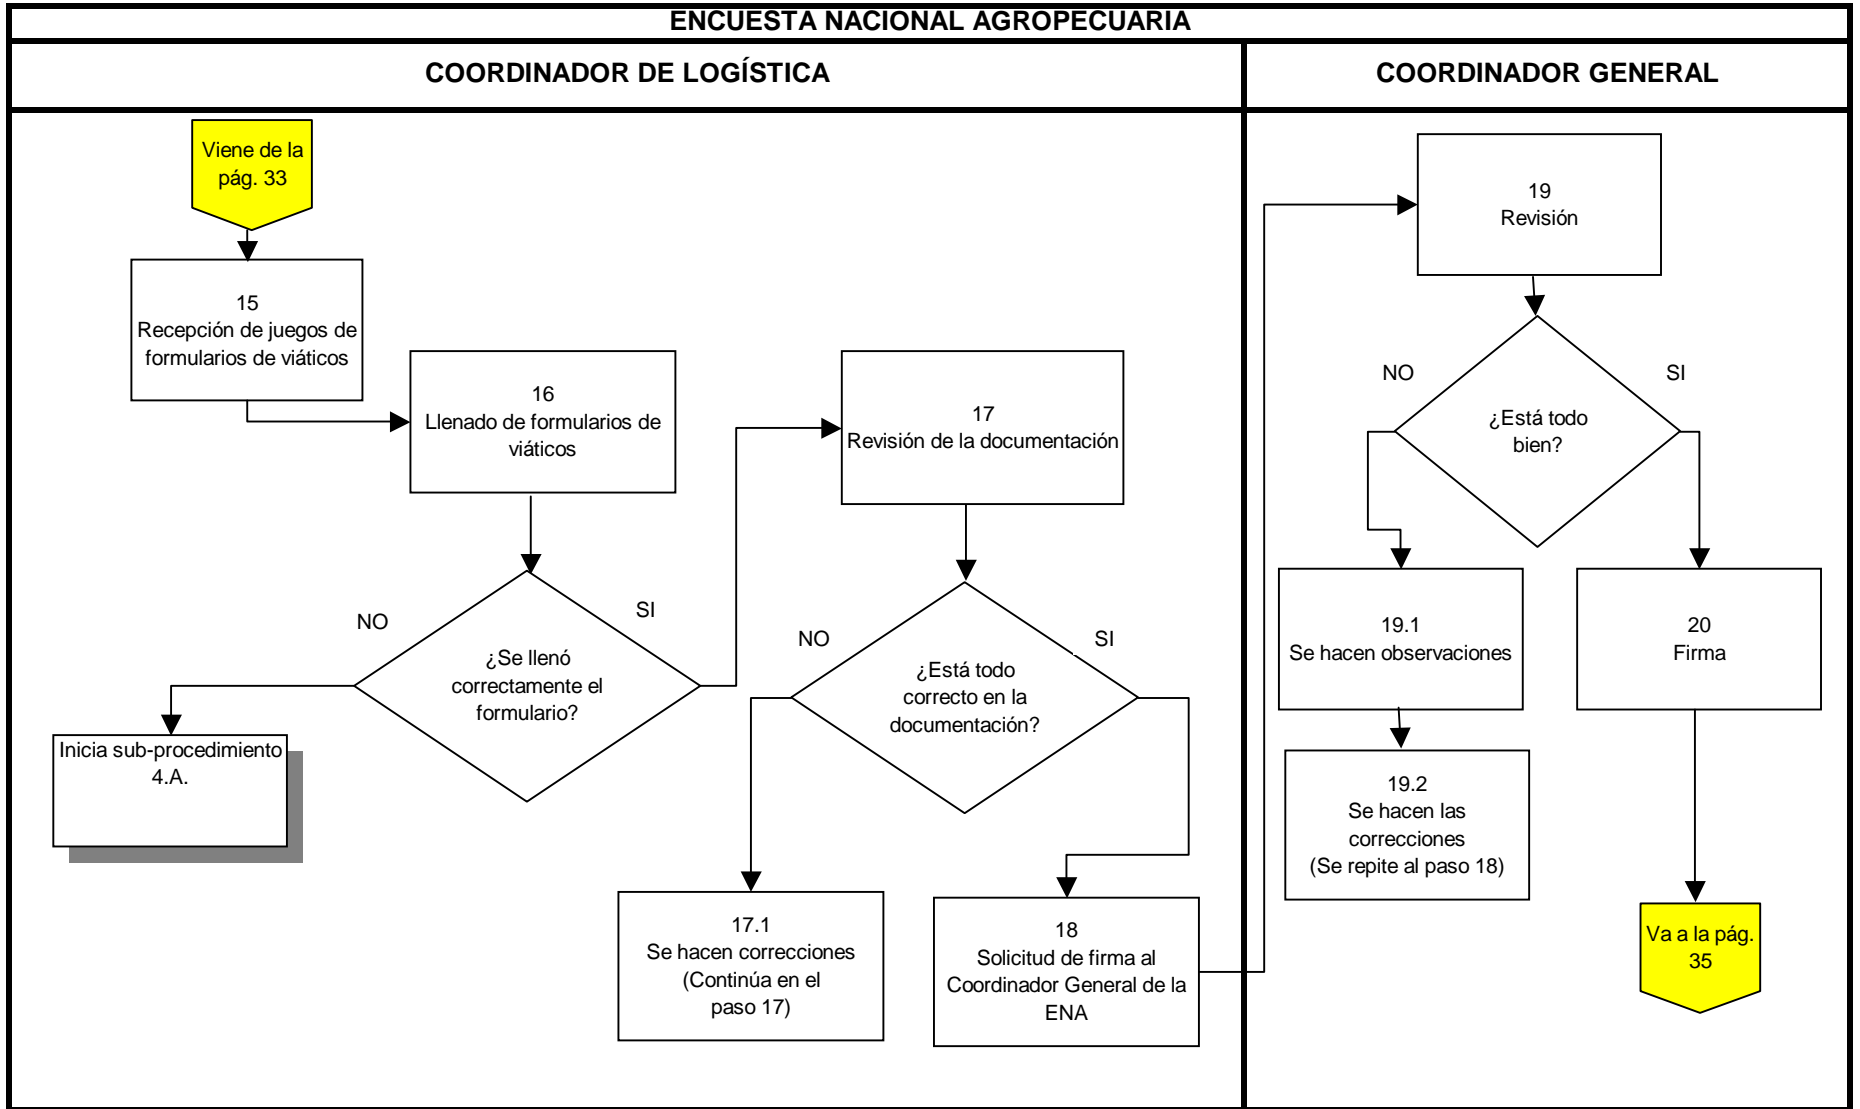 ENCUESTA NACIONAL AGROPECUARIA
COORDINADOR DE LOGÍSTICA
COORDINADOR GENERAL
Viene de la
pág. 33
15
Recepción de juegos de
formularios de viáticos
16
Llenado de formularios de
viáticos
NO
SI
¿Se llenó
correctamente el
formulario?
Inicia sub-procedimiento
4.A.
17
Revisión de la documentación
NO
SI
¿Está todo
correcto en la
documentación?
17.1
Se hacen correcciones
(Continúa en el
paso 17)
18
Solicitud de firma al
Coordinador General de la
ENA
19
Revisión
NO
SI
¿Está todo
bien?
19.1
Se hacen observaciones
19.2
Se hacen las
correcciones
(Se repite al paso 18)
20
Firma
Va a la pág.
35